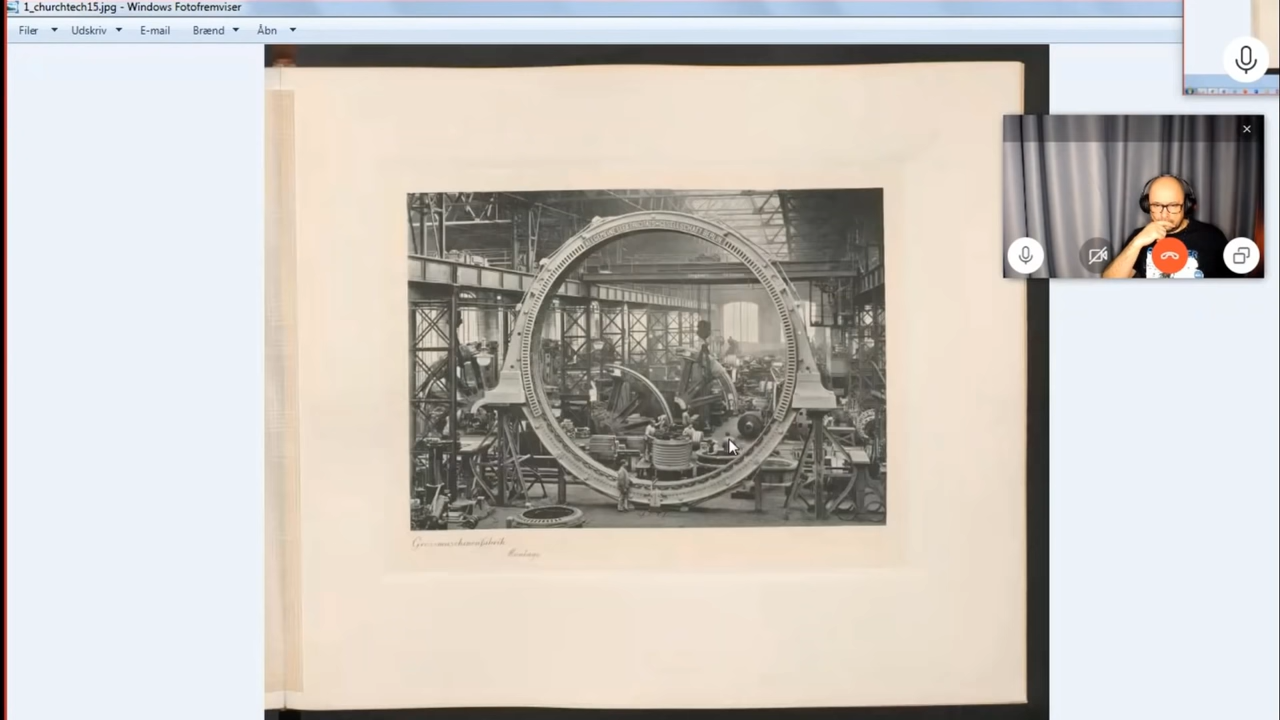 1_churchtech15.jpg - Windows Fotofremviser
Filer Udskriv E-mail Brænd Åbn